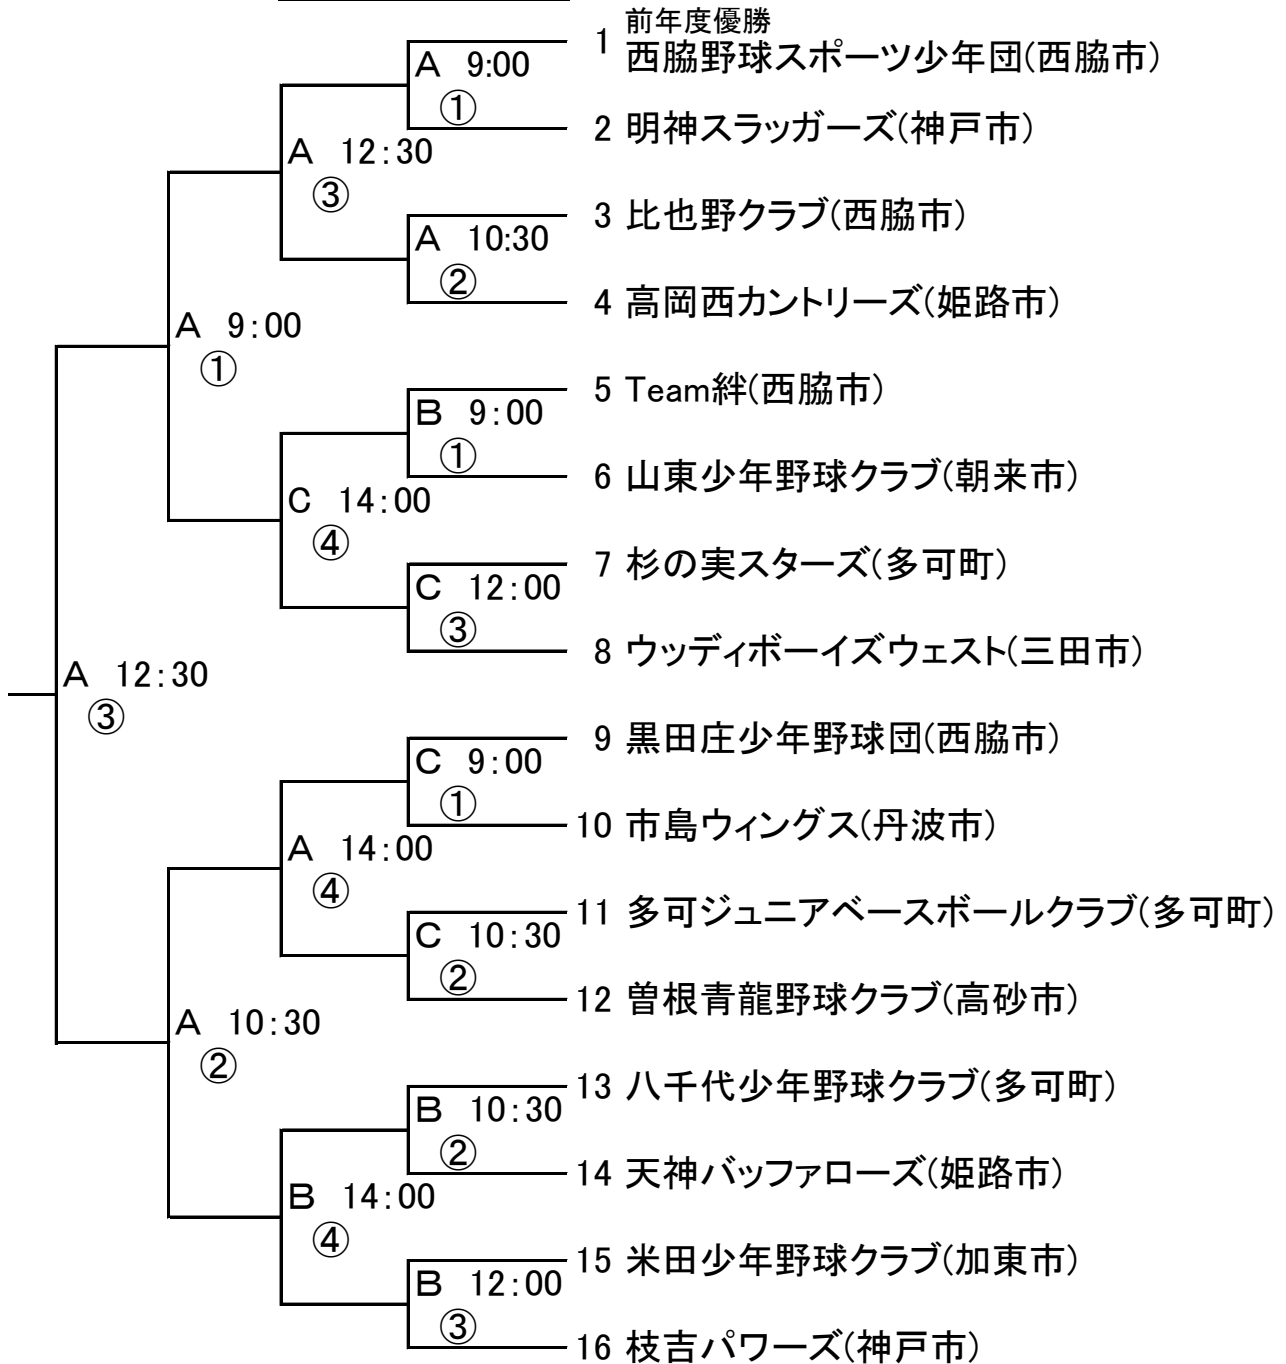 前年度優勝
1 西脇野球スポーツ少年団(西脇市)
A 9:00
①
2 明神スラッガーズ(神戸市)
A 12:30
③
3 比也野クラブ(西脇市)
A 10:30
②
4 高岡西カントリーズ(姫路市)
A 9:00
①
5 Team絆(西脇市)
B 9:00
①
6 山東少年野球クラブ(朝来市)
C 14:00
④
7 杉の実スターズ(多可町)
C 12:00
③
8 ウッディボーイズウェスト(三田市)
A 12:30
③
9 黒田庄少年野球団(西脇市)
C 9:00
①
10 市島ウィングス(丹波市)
A 14:00
④
11 多可ジュニアベースボールクラブ(多可町)
C 10:30
②
12 曽根青龍野球クラブ(高砂市)
A 10:30
②
13 八千代少年野球クラブ(多可町)
B 10:30
②
14 天神バッファローズ(姫路市)
B 14:00
④
15 米田少年野球クラブ(加東市)
B 12:00
③
16 枝吉パワーズ(神戸市)